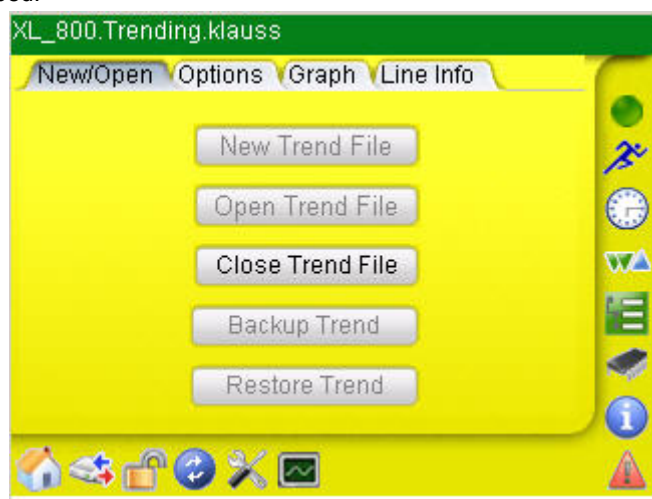 XL_800.Trending.klauss
New/Open Options Graph Line Info
New Trend File
Open Trend File
Close Trend File
Backup Trend
Restore Trend